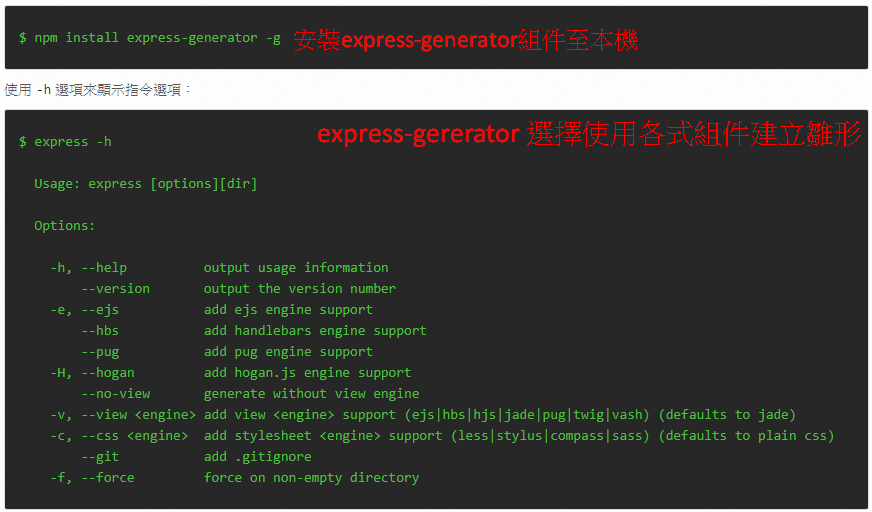 $ npm install express-generator -g 安裝express-generator組件至本機
使用 -h 選項來顯示指令選項：
express-gererator 選擇使用各式組件建立雛形
$ express -h
Usage: express [options][dir]
Options:
-h, --help          output usage information
    --version       output the version number
-e, --ejs           add ejs engine support
    --hbs           add handlebars engine support
    --pug           add pug engine support
-H, --hogan         add hogan.js engine support
    --no-view       generate without view engine
-v, --view <engine> add view <engine> support (ejs|hbs|hjs|jade|pug|twig|vash) (defaults to jade)
-c, --css <engine>  add stylesheet <engine> support (less|stylus|compass|sass) (defaults to plain css)
    --git           add .gitignore
-f, --force         force on non-empty directory